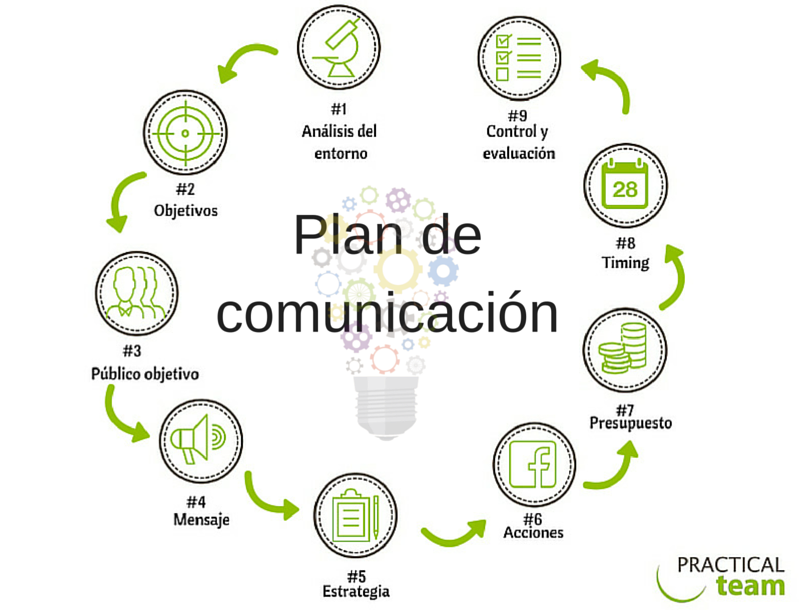 Plan de
comunicación
#1
Análisis del
entorno
#2
Objetivos
#3
Público objetivo
#4
Mensaje
#5
Estrategia
#6
Acciones
#7
Presupuesto
28
#8
Timing
#9
Control y
evaluación
PRACTICAL
team